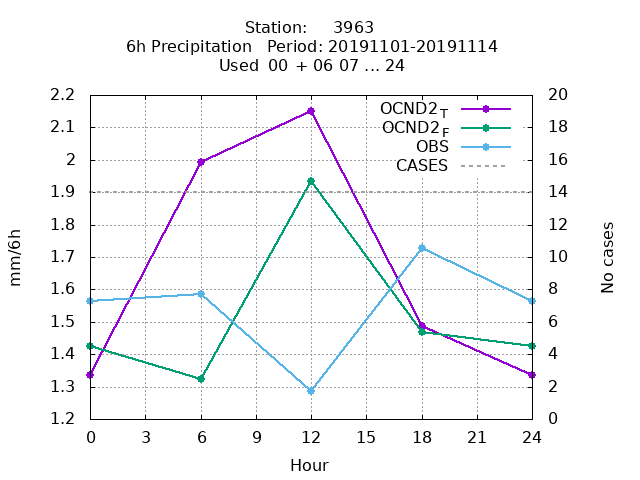 Station: 3963
6h Precipitation Period: 20191101-20191114
Used 00 + 06 07 ... 24
2.2 20
2.1 18
2 16
1.9 14
1.8 12
1.7 10
1.6 8
1.5 6
1.4 4
1.3 2
1.2 0
OCND2T
OCND2F
OBS
CASES
mm/6h
No cases
0 3 6 9 12 15 18 21 24
Hour